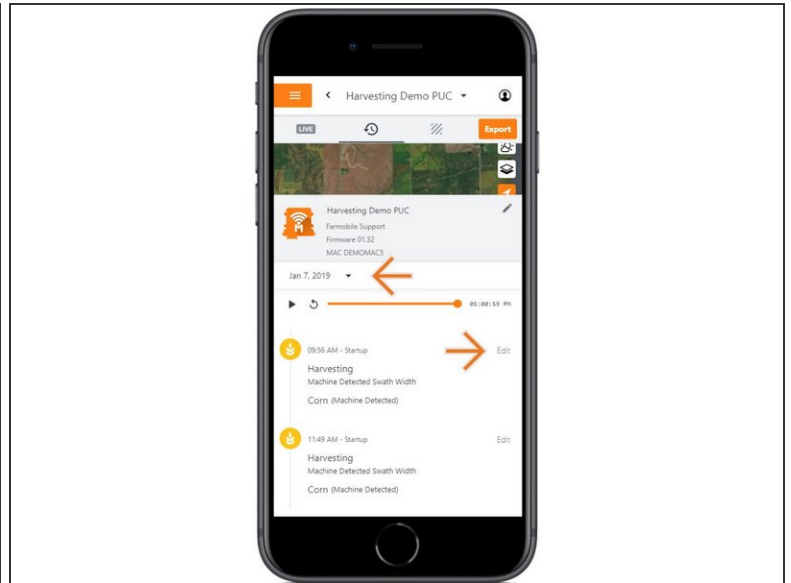 Harvesting Demo PUC
LIVE
Export
Harvesting Demo PUC
Farmobile Support
Firmware 01.32
MAC DEMOMAC5
Jan 7, 2019
05:00:59 PM
09:56 AM - Startup
Edit
Harvesting
Machine Detected Swath Width
Corn (Machine Detected)
11:49 AM - Startup
Edit
Harvesting
Machine Detected Swath Width
Corn (Machine Detected)